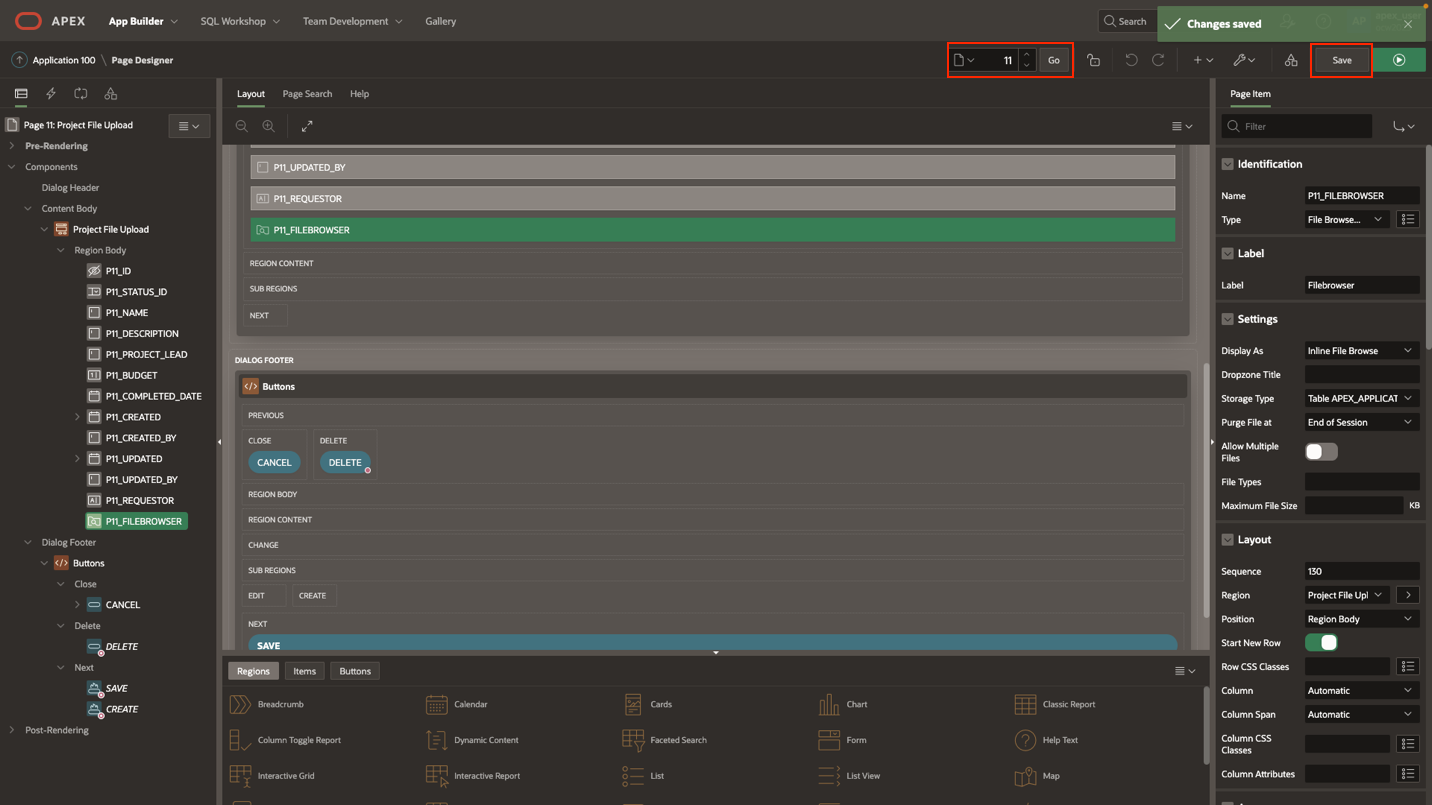 APEX
App Builder
SQL Workshop
Team Development
Gallery
Search
Changes saved
Application 100 \ Page Designer
11
Go
Save
Layout
Page Search
Help
Page Item
Filter
Page 11: Project File Upload
Pre-Rendering
Components
Dialog Header
Content Body
Project File Upload
Region Body
P11_ID
P11_STATUS_ID
P11_NAME
P11_DESCRIPTION
P11_PROJECT_LEAD
P11_BUDGET
P11_COMPLETED_DATE
P11_CREATED
P11_CREATED_BY
P11_UPDATED
P11_UPDATED_BY
P11_REQUESTOR
P11_FILEBROWSER
Dialog Footer
Buttons
Close
CANCEL
Delete
DELETE
Next
SAVE
CREATE
Post-Rendering
P11_UPDATED_BY
P11_REQUESTOR
P11_FILEBROWSER
REGION CONTENT
SUB REGIONS
NEXT
DIALOG FOOTER
Buttons
PREVIOUS
CLOSE
DELETE
CANCEL
DELETE
REGION BODY
REGION CONTENT
CHANGE
SUB REGIONS
EDIT
CREATE
NEXT
SAVE
Regions
Items
Buttons
Breadcrumb
Calendar
Cards
Chart
Classic Report
Column Toggle Report
Dynamic Content
Faceted Search
Form
Help Text
Interactive Grid
Interactive Report
List
List View
Map
Identification
Name P11_FILEBROWSER
Type File Browse...
Label
Label Filebrowser
Settings
Display As Inline File Browse
Dropzone Title
Storage Type Table APEX_APPLICAT
Purge File at End of Session
Allow Multiple
Files
File Types
Maximum File Size KB
Layout
Sequence 130
Region Project File Upl
Position Region Body
Start New Row
Row CSS Classes
Column Automatic
Column Span Automatic
Column CSS
Classes
Column Attributes